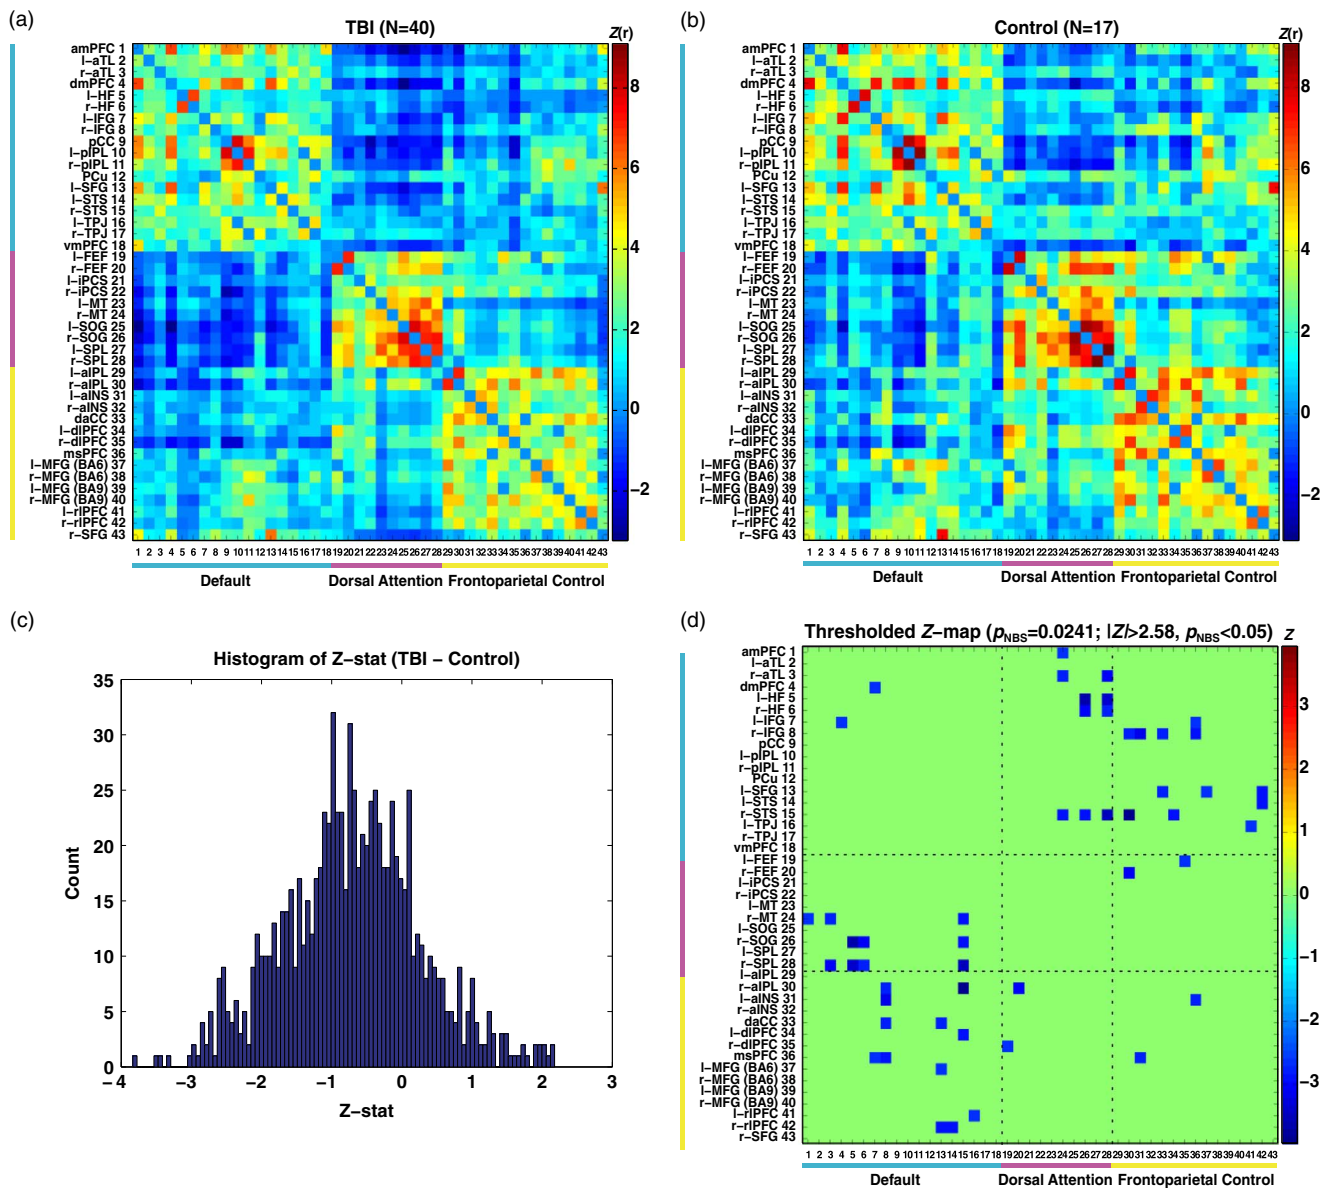 (a)
TBI (N=40)
Z(r)
amPFC 1
l−aTL 2
r−aTL 3
dmPFC 4
l−HF 5
r−HF 6
l−IFG 7
r−IFG 8
pCC 9
l−pIPL 10
r−pIPL 11
PCu 12
l−SFG 13
l−STS 14
r−STS 15
l−TPJ 16
r−TPJ 17
vmPFC 18
l−FEF 19
r−FEF 20
l−iPCS 21
r−iPCS 22
l−MT 23
r−MT 24
l−SOG 25
r−SOG 26
l−SPL 27
r−SPL 28
l−aIPL 29
r−aIPL 30
l−aINS 31
r−aINS 32
daCC 33
l−dlPFC 34
r−dlPFC 35
msPFC 36
l−MFG (BA6) 37
r−MFG (BA6) 38
l−MFG (BA9) 39
r−MFG (BA9) 40
l−rlPFC 41
r−rlPFC 42
r−SFG 43
1 2 3 4 5 6 7 8 9 10 11 12 13 14 15 16 17 18 19 20 21 22 23 24 25 26 27 28 29 30 31 32 33 34 35 36 37 38 39 40 41 42 43
Default
Dorsal Attention
Frontoparietal Control
8
6
4
2
0
−2
(b)
Control (N=17)
Z(r)
amPFC 1
l−aTL 2
r−aTL 3
dmPFC 4
l−HF 5
r−HF 6
l−IFG 7
r−IFG 8
pCC 9
l−pIPL 10
r−pIPL 11
PCu 12
l−SFG 13
l−STS 14
r−STS 15
l−TPJ 16
r−TPJ 17
vmPFC 18
l−FEF 19
r−FEF 20
l−iPCS 21
r−iPCS 22
l−MT 23
r−MT 24
l−SOG 25
r−SOG 26
l−SPL 27
r−SPL 28
l−aIPL 29
r−aIPL 30
l−aINS 31
r−aINS 32
daCC 33
l−dlPFC 34
r−dlPFC 35
msPFC 36
l−MFG (BA6) 37
r−MFG (BA6) 38
l−MFG (BA9) 39
r−MFG (BA9) 40
l−rlPFC 41
r−rlPFC 42
r−SFG 43
1 2 3 4 5 6 7 8 9 10 11 12 13 14 15 16 17 18 19 20 21 22 23 24 25 26 27 28 29 30 31 32 33 34 35 36 37 38 39 40 41 42 43
Default
Dorsal Attention
Frontoparietal Control
8
6
4
2
0
−2
(c)
Histogram of Z−stat (TBI − Control)
Count
35
30
25
20
15
10
5
0
−4 −3 −2 −1 0 1 2 3
Z−stat
(d)
Thresholded Z−map (pNBS=0.0241; |Z|>2.58, pNBS<0.05)
Z
amPFC 1
l−aTL 2
r−aTL 3
dmPFC 4
l−HF 5
r−HF 6
l−IFG 7
r−IFG 8
pCC 9
l−pIPL 10
r−pIPL 11
PCu 12
l−SFG 13
l−STS 14
r−STS 15
l−TPJ 16
r−TPJ 17
vmPFC 18
l−FEF 19
r−FEF 20
l−iPCS 21
r−iPCS 22
l−MT 23
r−MT 24
l−SOG 25
r−SOG 26
l−SPL 27
r−SPL 28
l−aIPL 29
r−aIPL 30
l−aINS 31
r−aINS 32
daCC 33
l−dlPFC 34
r−dlPFC 35
msPFC 36
l−MFG (BA6) 37
r−MFG (BA6) 38
l−MFG (BA9) 39
r−MFG (BA9) 40
l−rlPFC 41
r−rlPFC 42
r−SFG 43
1 2 3 4 5 6 7 8 9 10 11 12 13 14 15 16 17 18 19 20 21 22 23 24 25 26 27 28 29 30 31 32 33 34 35 36 37 38 39 40 41 42 43
Default
Dorsal Attention
Frontoparietal Control
3
2
1
0
−1
−2
−3